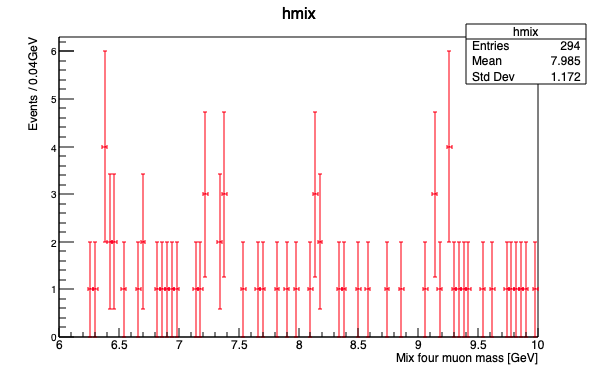 hmix
hmix
Entries 294
Mean 7.985
Std Dev 1.172
Events / 0.04GeV
6
5
4
3
2
1
0
6 6.5 7 7.5 8 8.5 9 9.5 10
Mix four muon mass [GeV]